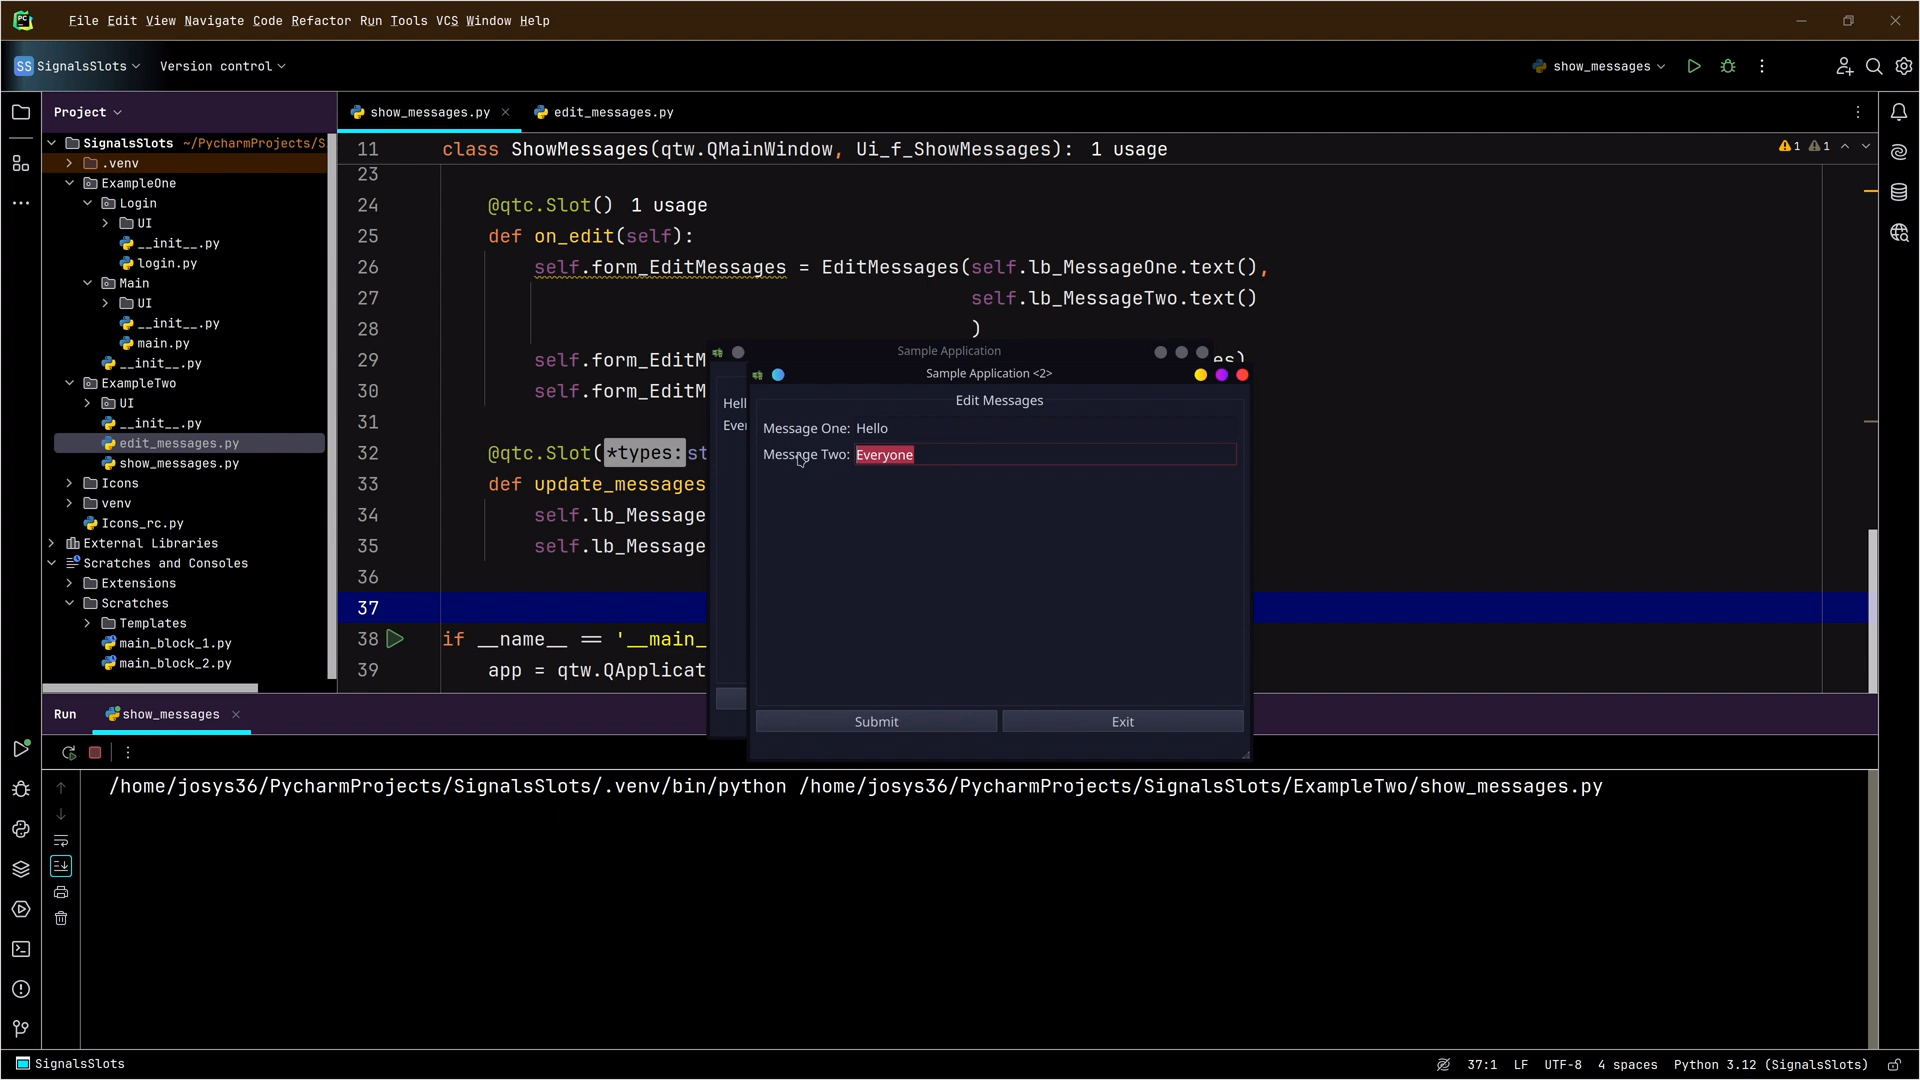 File Edit View Navigate Code Refactor Run Tools VCS Window Help
SS SignalsSlots Version control show_messages
Project
show_messages.py
edit_messages.py
SignalsSlots ~/PycharmProjects/S
.venv
ExampleOne
Login
UI
__init__.py
login.py
Main
UI
__init__.py
main.py
__init__.py
ExampleTwo
UI
__init__.py
edit_messages.py
show_messages.py
Icons
venv
Icons_rc.py
External Libraries
Scratches and Consoles
Extensions
Scratches
Templates
main_block_1.py
main_block_2.py
11 class ShowMessages(qtw.QMainWindow, Ui_f_ShowMessages): 1 usage
1 1
23
24 @qtc.Slot() 1 usage
25 def on_edit(self):
26 self.form_EditMessages = EditMessages(self.lb_MessageOne.text(),
27 self.lb_MessageTwo.text()
28 )
29 self.form_EditM es)
30 self.form_EditM
31
32 @qtc.Slot(*types: st
33 def update_messages
34 self.lb_Message
35 self.lb_Message
36
37
38 if __name__ == '__main_
39 app = qtw.QApplicat
Sample Application
Hell
Ever
Sample Application <2>
Edit Messages
Message One: Hello
Message Two: Everyone
Submit Exit
Run show_messages
/home/josys36/PycharmProjects/SignalsSlots/.venv/bin/python /home/josys36/PycharmProjects/SignalsSlots/ExampleTwo/show_messages.py
SignalsSlots 37:1 LF UTF-8 4 spaces Python 3.12 (SignalsSlots)